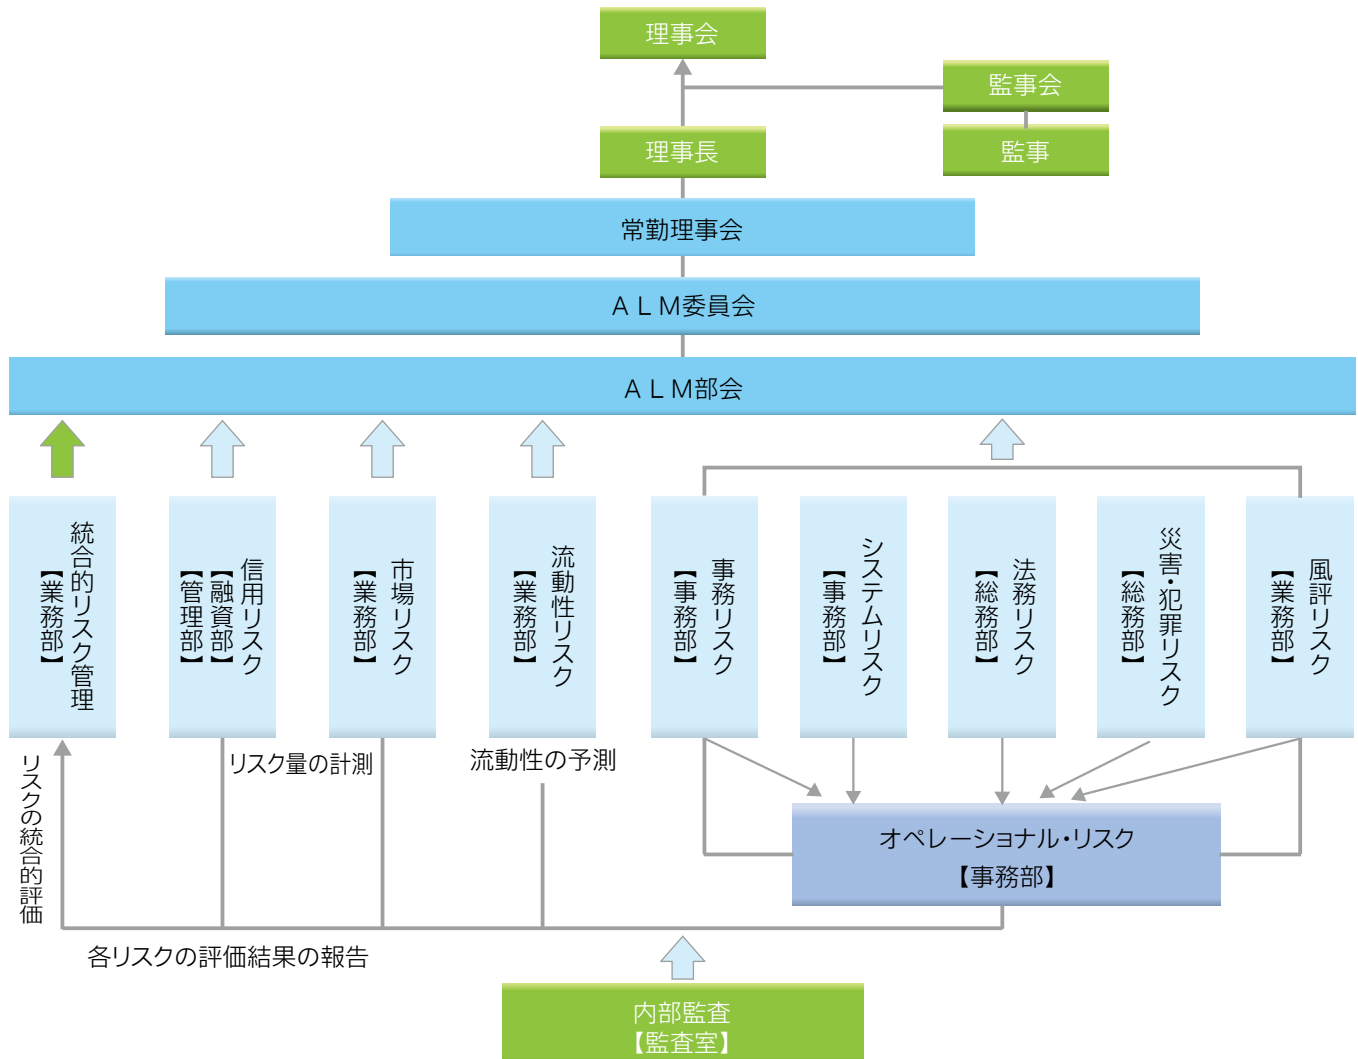 理事会
監事会
理事長
監事
常勤理事会
ＡＬＭ委員会
ＡＬＭ部会
統合的リスク管理
【業務部】
信用リスク
【融資部】
【管理部】
市場リスク
【業務部】
流動性リスク
【業務部】
事務リスク
【事務部】
システムリスク
【事務部】
法務リスク
【総務部】
災害・犯罪リスク
【総務部】
風評リスク
【業務部】
リスクの統合的評価
リスク量の計測
流動性の予測
オペレーショナル・リスク
【事務部】
各リスクの評価結果の報告
内部監査
【監査室】